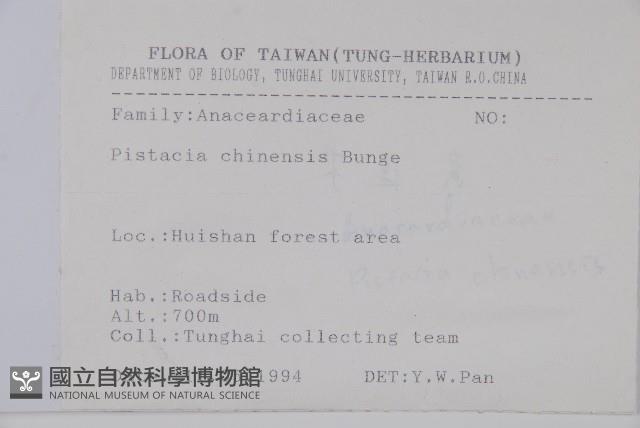 FLORA OF TAIWAN(TUNG-HERBARIUM)
DEPARTMENT OF BIOLOGY, TUNGHAI UNIVERSITY, TAIWAN R.O.CHINA
Family:Anaceardiaceae NO:
Pistacia chinensis Bunge
Loc.:Huishan forest area
Hab.:Roadside
Alt.:700m
Coll.:Tunghai collecting team
1994 DET:Y.W.Pan
國立自然科學博物館
NATIONAL MUSEUM OF NATURAL SCIENCE